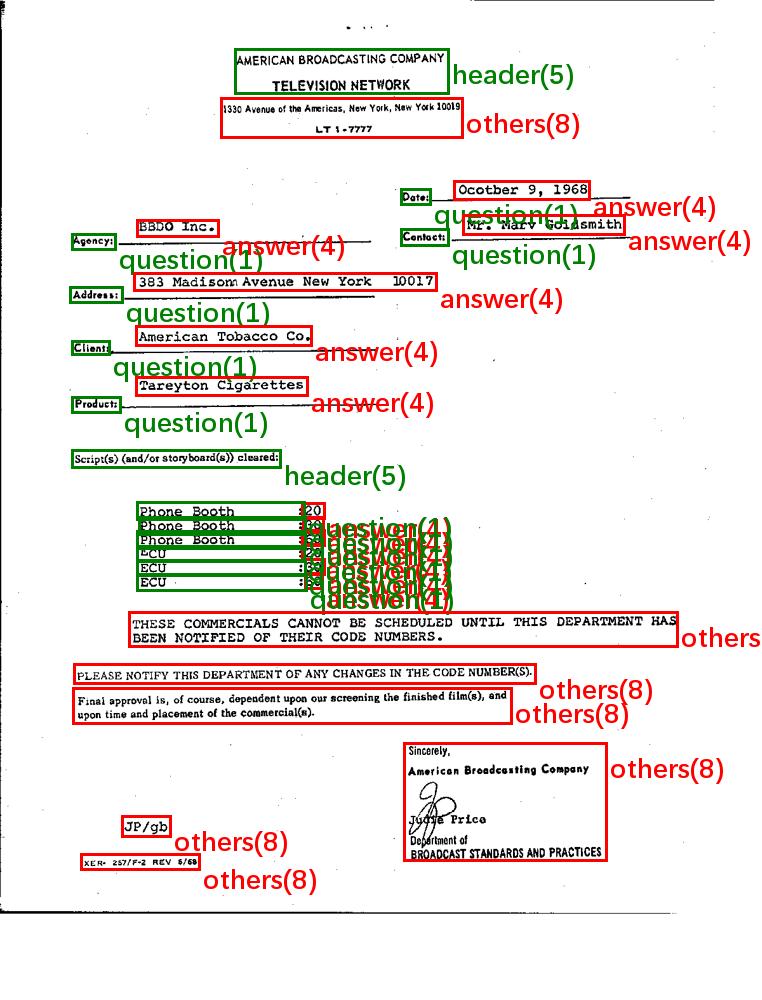 AMERICAN BROADCASTING COMPANY
TELEVISION NETWORK
header(5)
1330 Avenue of the Americas, New York, New York 10019
LT 1-7777
others(8)
Date: Ocotber 9, 1968
question(1) answer(4)
Contact: Mr. Marv Goldsmith
question(1) answer(4)
Agency: BBDO Inc.
question(1) answer(4)
Address: 383 Madison Avenue New York 10017
question(1) answer(4)
Client: American Tobacco Co.
question(1) answer(4)
Product: Tareyton Cigarettes
question(1) answer(4)
Script(s) (and/or storyboard(s)) cleared:
header(5)
Phone Booth :20
Phone Booth
Phone Booth
ECU
ECU
ECU
question(1)
THESE COMMERCIALS CANNOT BE SCHEDULED UNTIL THIS DEPARTMENT HAS
BEEN NOTIFIED OF THEIR CODE NUMBERS.
others
PLEASE NOTIFY THIS DEPARTMENT OF ANY CHANGES IN THE CODE NUMBER(S).
others(8)
Final approval is, of course, dependent upon our screening the finished film(s), and
upon time and placement of the commercial(s).
others(8)
Sincerely,
American Broadcasting Company
Judie Price
Department of
BROADCAST STANDARDS AND PRACTICES
others(8)
JP/gb
others(8)
XER- 257/F-2 REV 5/68
others(8)